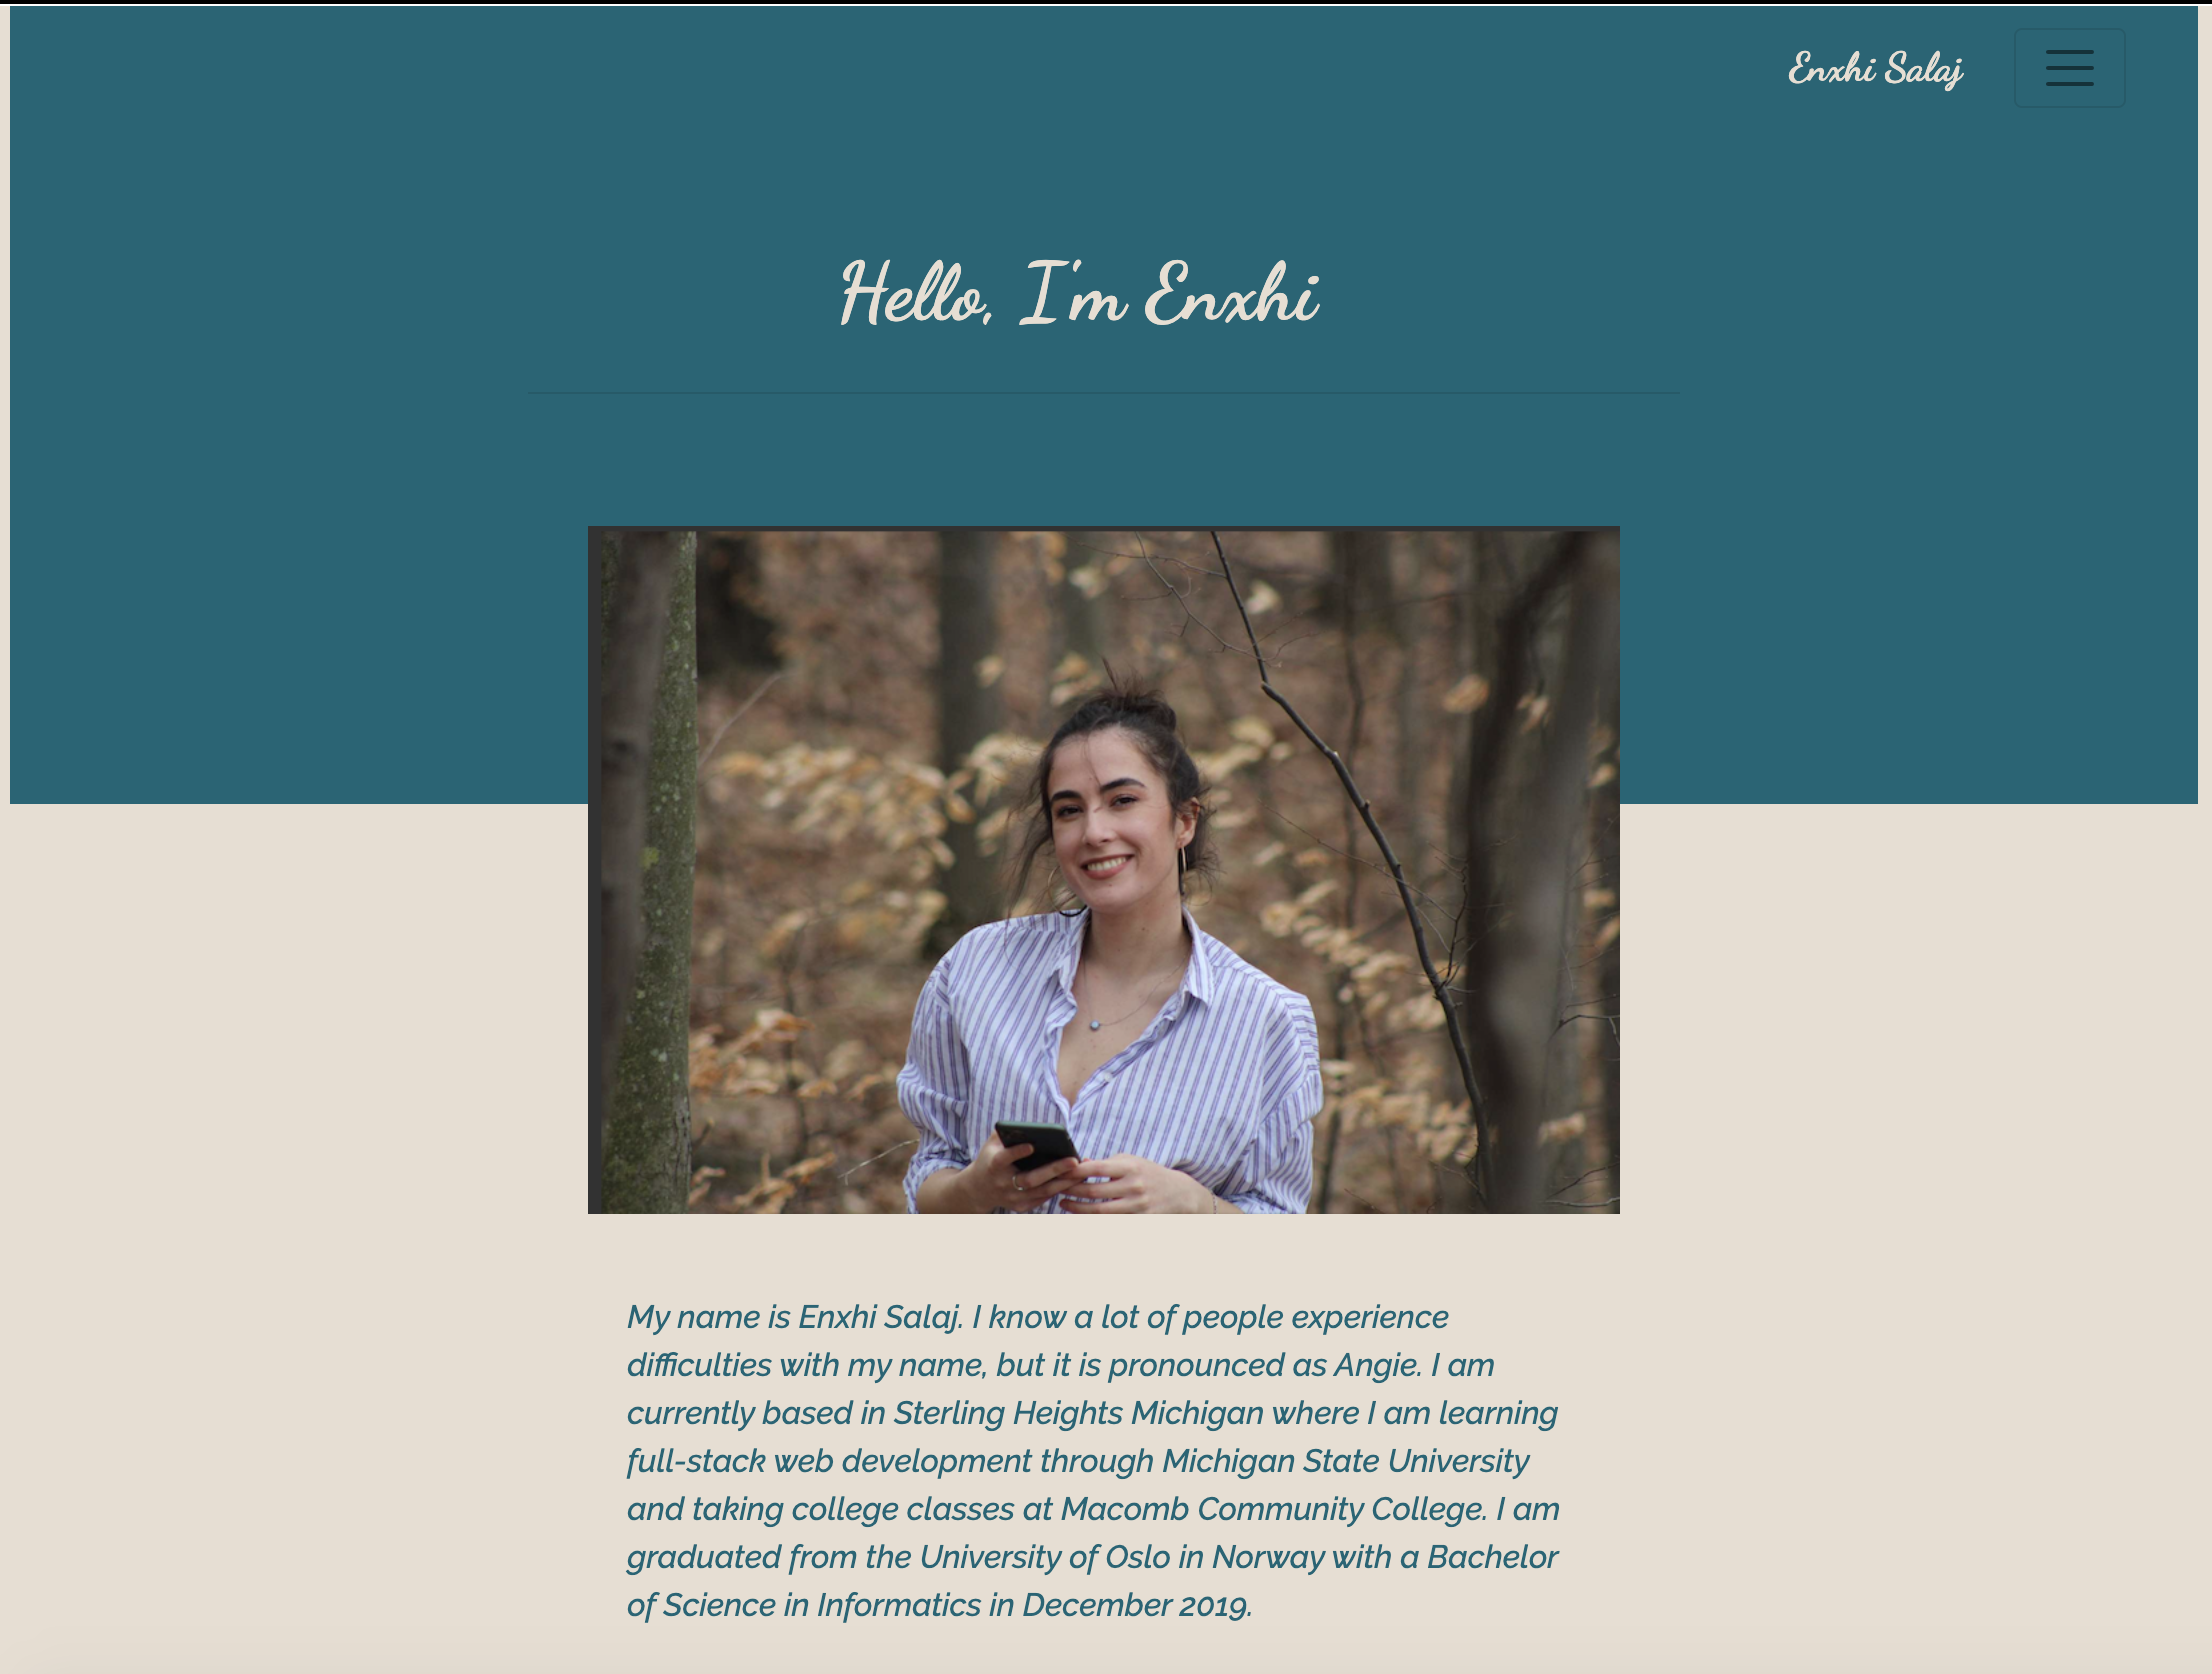 Enxhi Salaj
Hello, I'm Enxhi
My name is Enxhi Salaj. I know a lot of people experience
difficulties with my name, but it is pronounced as Angie. I am
currently based in Sterling Heights Michigan where I am learning
full-stack web development through Michigan State University
and taking college classes at Macomb Community College. I am
graduated from the University of Oslo in Norway with a Bachelor
of Science in Informatics in December 2019.